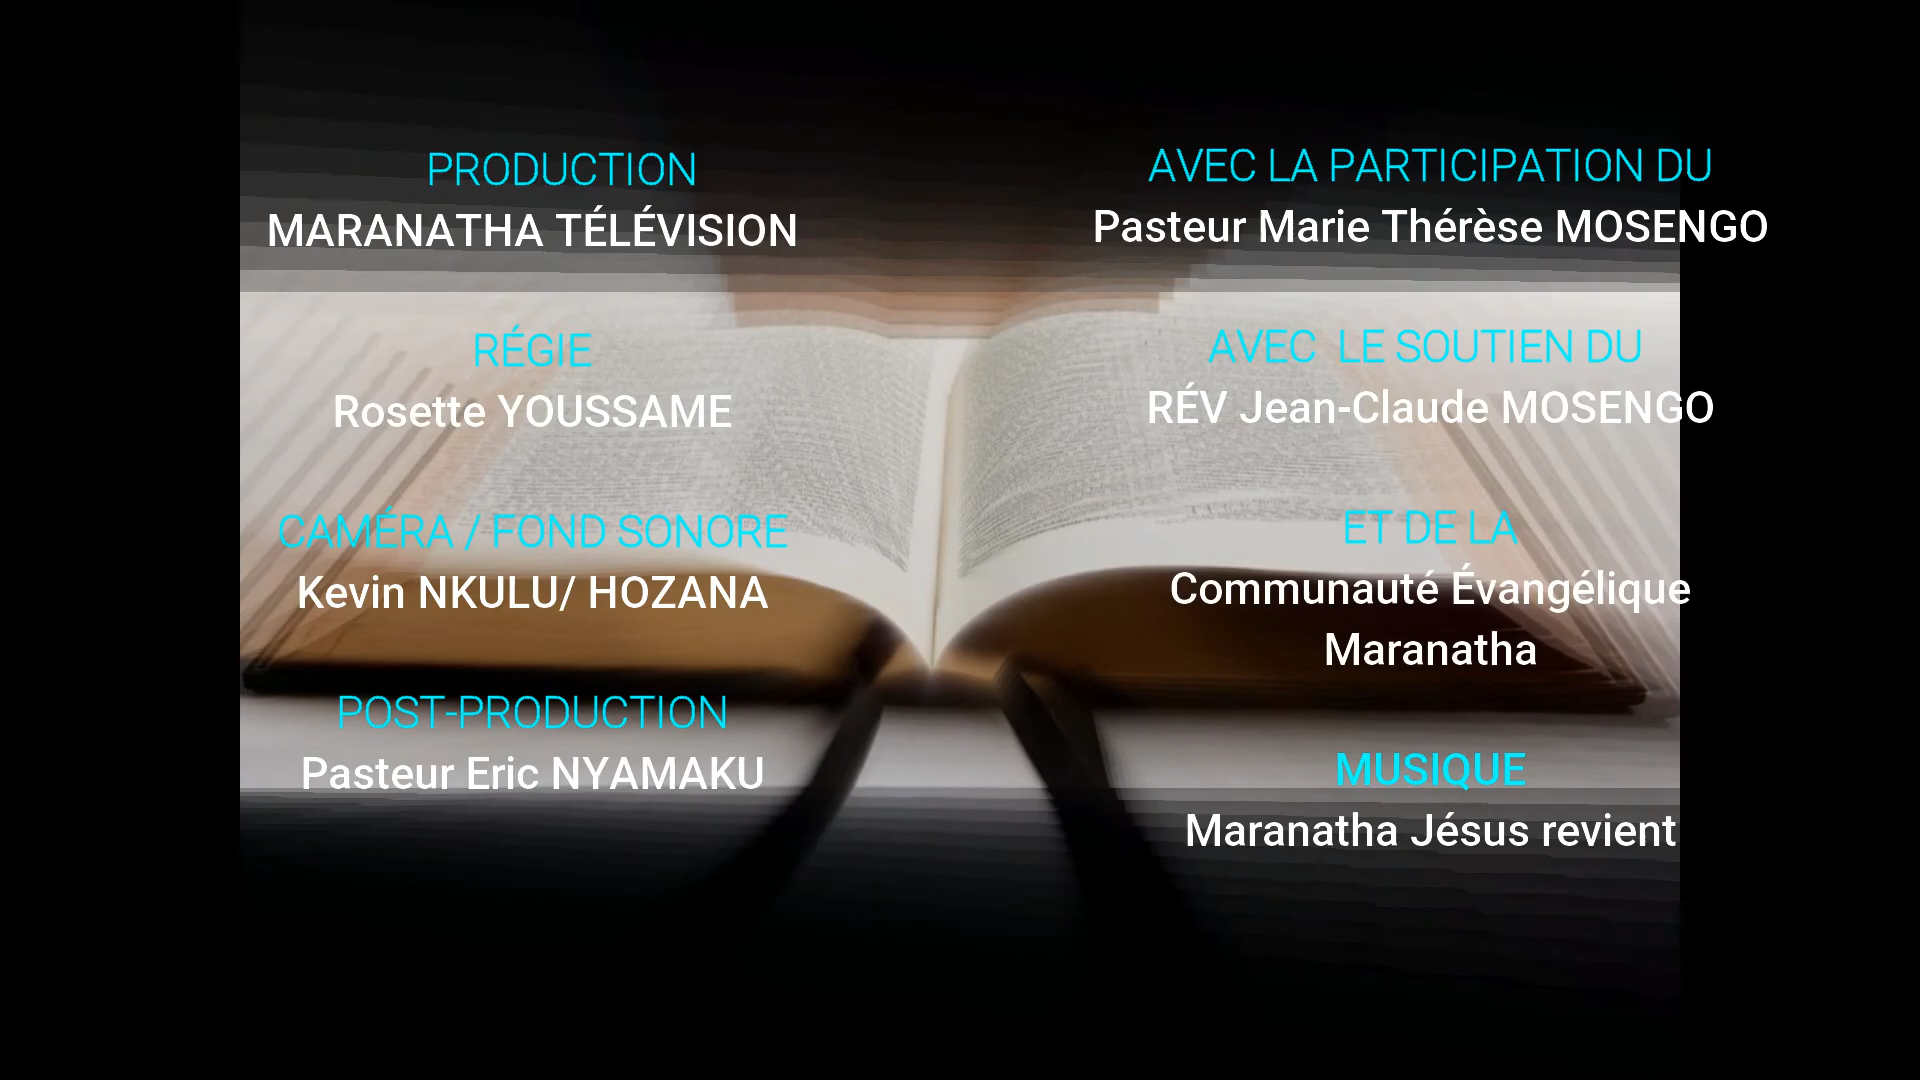 PRODUCTION
MARANATHA TÉLÉVISION
RÉGIE
Rosette YOUSSAME
CAMÉRA / FOND SONORE
Kevin NKULU/ HOZANA
POST-PRODUCTION
Pasteur Eric NYAMAKU
AVEC LA PARTICIPATION DU
Pasteur Marie Thérèse MOSENGO
AVEC LE SOUTIEN DU
RÉV Jean-Claude MOSENGO
ET DE LA
Communauté Évangélique
Maranatha
MUSIQUE
Maranatha Jésus revient